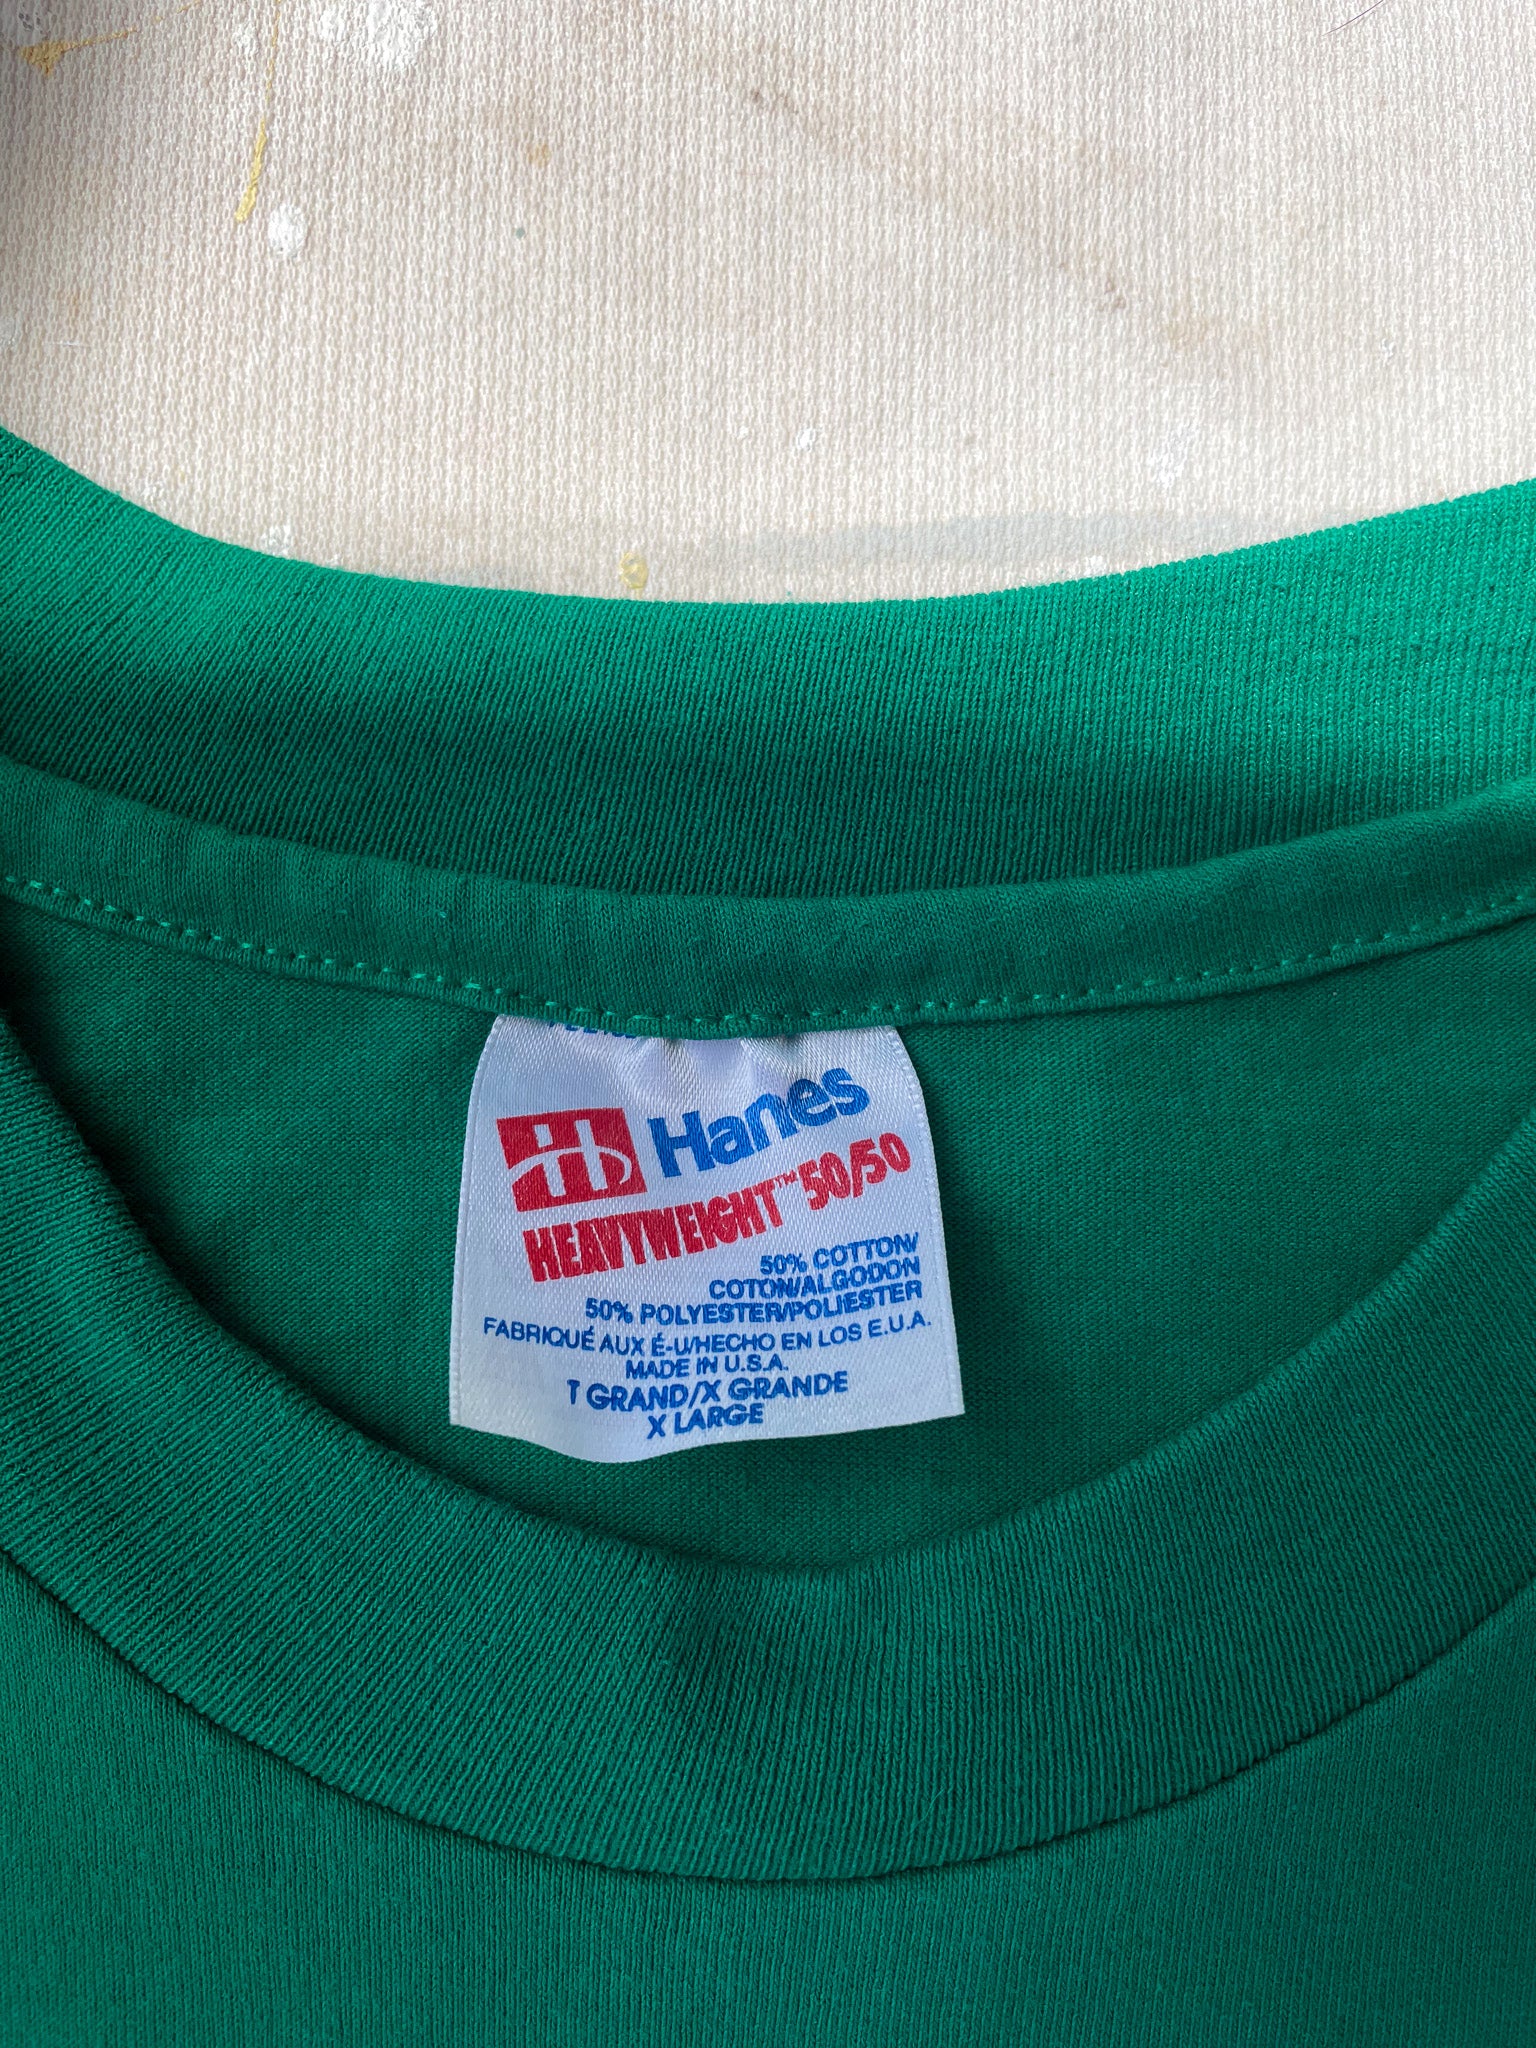 Hanes
HEAVYWEIGHT™ 50/50
50% COTTON/
COTON/ALGODON
50% POLYESTER/POLIESTER
FABRIQUÉ AUX É-U/HECHO EN LOS E.U.A.
MADE IN U.S.A.
T GRAND/X GRANDE
X LARGE